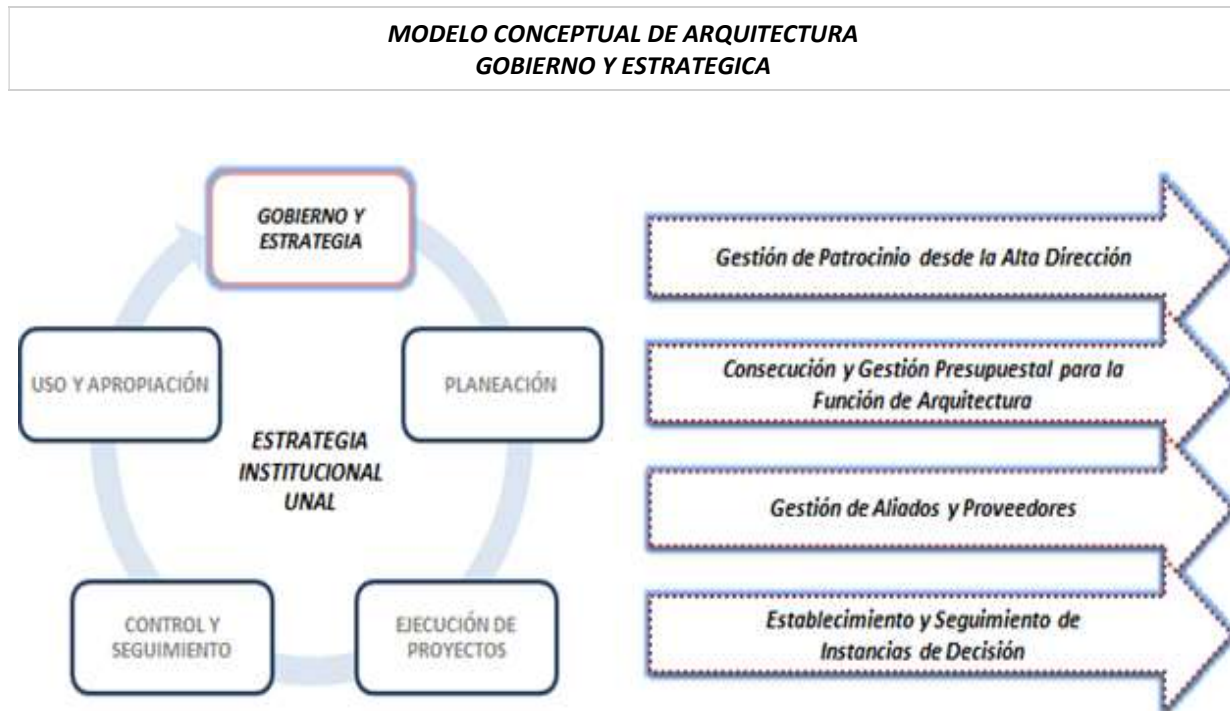 MODELO CONCEPTUAL DE ARQUITECTURA
GOBIERNO Y ESTRATEGICA
GOBIERNO Y
ESTRATEGIA
USO Y APROPIACIÓN
PLANEACIÓN
ESTRATEGIA
INSTITUCIONAL
UNAL
CONTROL Y
SEGUIMIENTO
EJECUCIÓN DE
PROYECTOS
Gestión de Patrocinio desde la Alta Dirección
Consecución y Gestión Presupuestal para la
Función de Arquitectura
Gestión de Aliados y Proveedores
Establecimiento y Seguimiento de
Instancias de Decisión